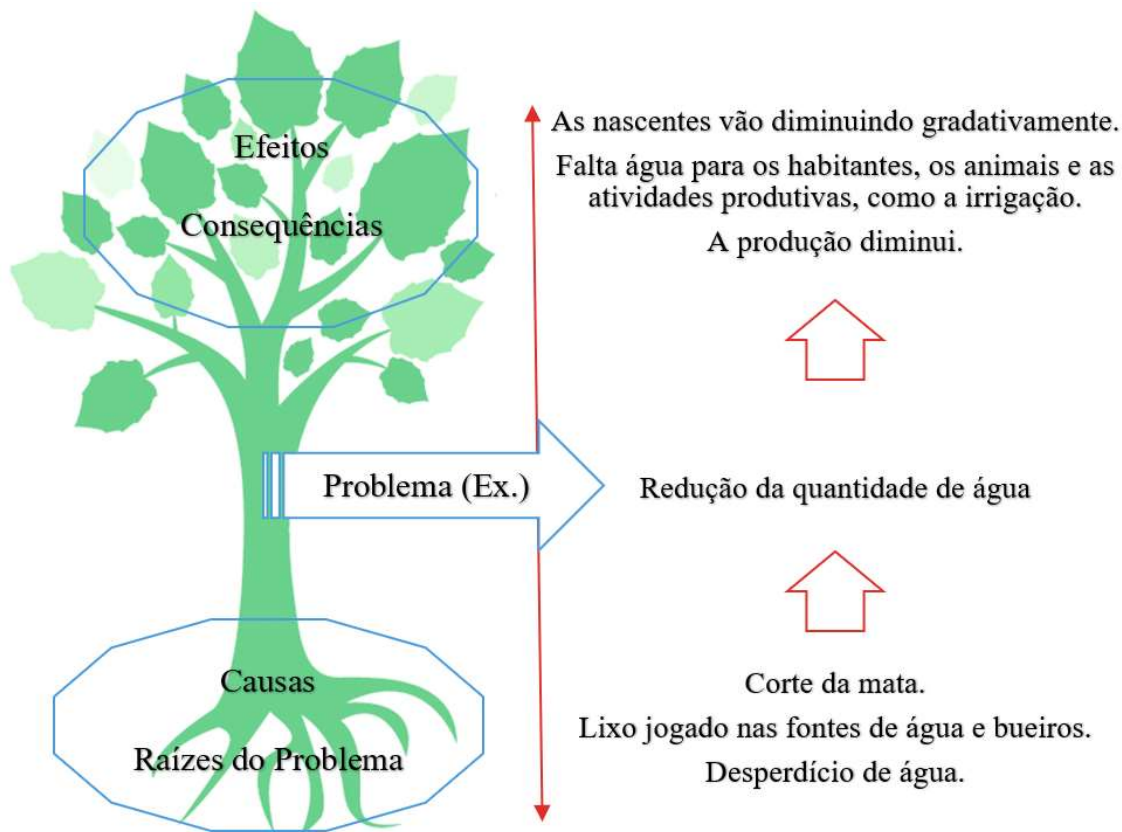 Efeitos
Consequências
As nascentes vão diminuindo gradativamente.
Falta água para os habitantes, os animais e as
atividades produtivas, como a irrigação.
A produção diminui.
Problema (Ex.)
Redução da quantidade de água
Causas
Raízes do Problema
Corte da mata.
Lixo jogado nas fontes de água e bueiros.
Desperdício de água.